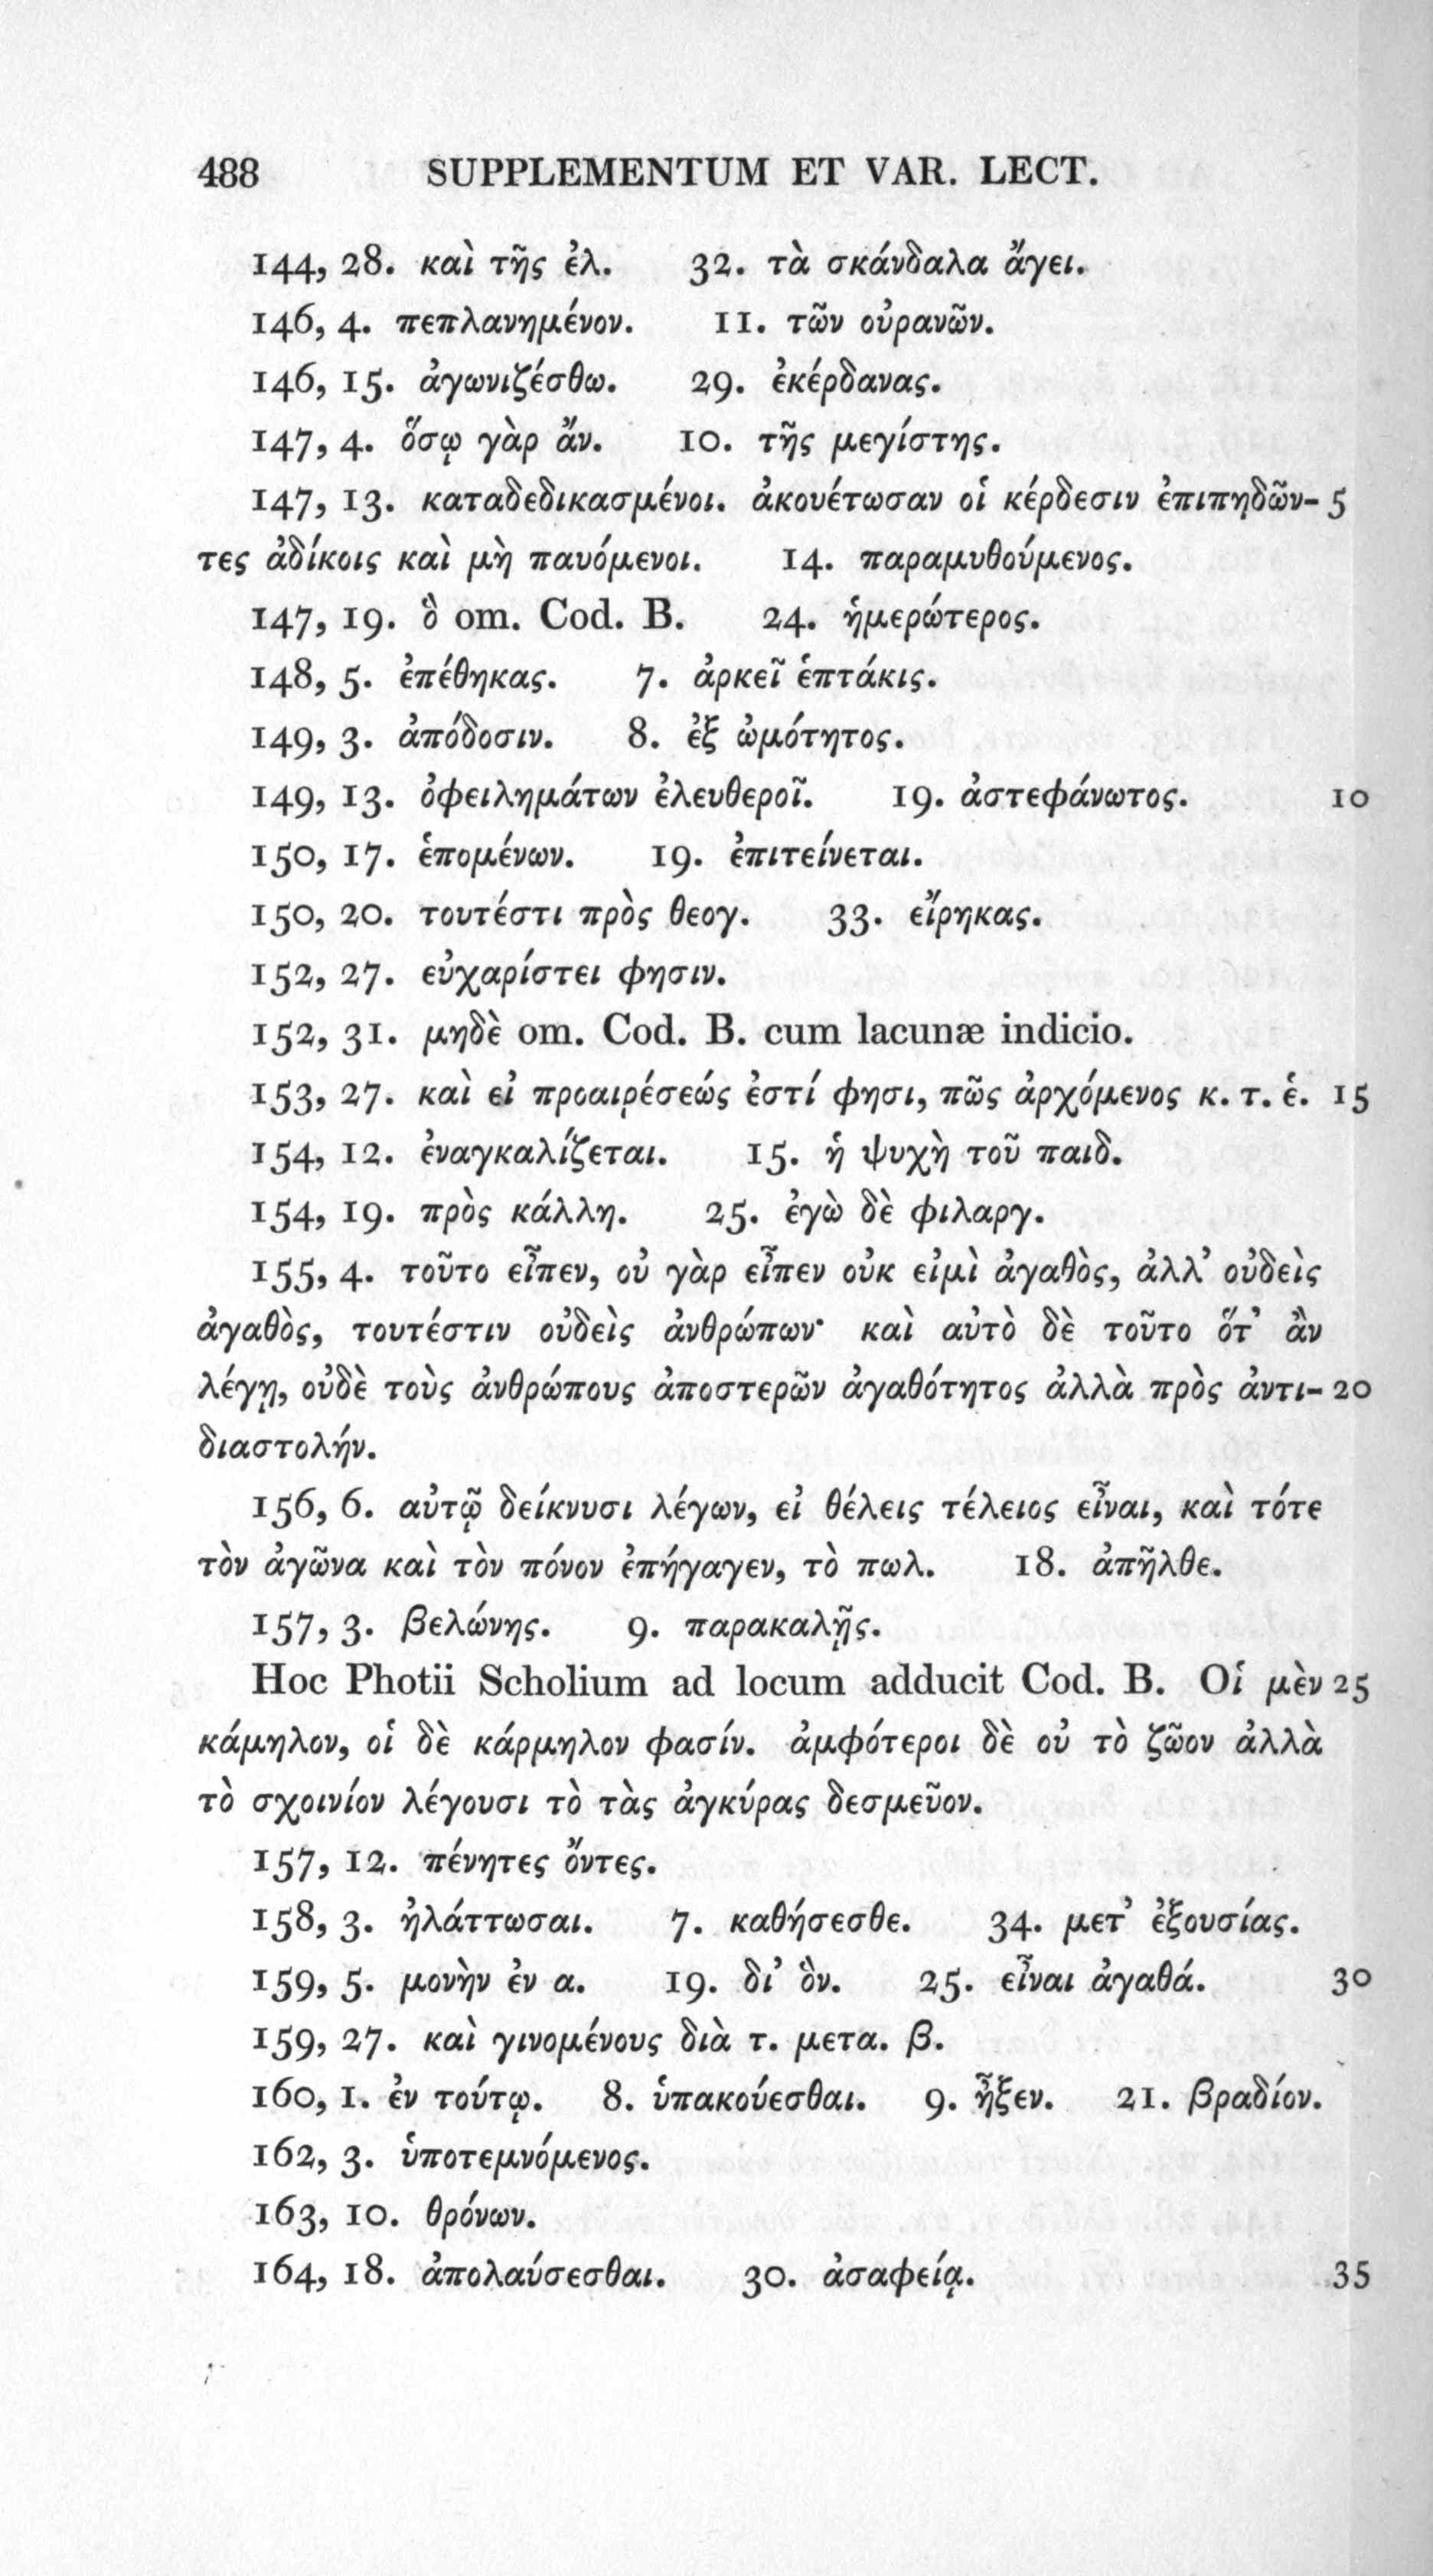 488 SUPPLEMENTUM ET VAR. LECT.
144, 28. καὶ τῆς ἐλ. 32. τὰ σκάνδαλα ἄγει.
146, 4. πεπλανημένον. 11. τῶν οὐρανῶν.
146, 15. ἀγωνιζέσθω. 29. ἐκέρδανας.
147, 4. ὅσῳ γὰρ ἄν. 10. τῆς μεγίστης.
147, 13. καταδεδικασμένοι. ἀκουέτωσαν οἱ κέρδεσιν ἐπιπηδῶν- 5
τες ἀδίκοις καὶ μὴ παυόμενοι. 14. παραμυθούμενος.
147, 19. ὃ om. Cod. B. 24. ἡμερώτερος.
148, 5. ἐπέθηκας. 7. ἀρκεῖ ἑπτάκις.
149, 3. ἀπόδοσιν. 8. ἐξ ὠμότητος.
149, 13. ὀφειλημάτων ἐλευθεροῖ. 19. ἀστεφάνωτος. 10
150, 17. ἑπομένων. 19. ἐπιτείνεται.
150, 20. τουτέστι πρὸς θεογ. 33. εἴρηκας.
152, 27. εὐχαρίστει φησιν.
152, 31. μηδὲ om. Cod. B. cum lacunæ indicio.
153, 27. καὶ εἰ προαιρέσεώς ἐστί φησι, πῶς ἀρχόμενος κ. τ. ἑ. 15
154, 12. ἐναγκαλίζεται. 15. ἡ ψυχὴ τοῦ παιδ.
154, 19. πρὸς κάλλη. 25. ἐγὼ δὲ φιλαργ.
155, 4. τοῦτο εἶπεν, οὐ γὰρ εἶπεν οὐκ εἰμὶ ἀγαθὸς, ἀλλ’ οὐδεὶς
ἀγαθὸς, τουτέστιν οὐδεὶς ἀνθρώπων· καὶ αὐτὸ δὲ τοῦτο ὅτ’ ἂν
λέγῃ, οὐδὲ τοὺς ἀνθρώπους ἀποστερῶν ἀγαθότητος ἀλλὰ πρὸς ἀντι- 20
διαστολήν.
156, 6. αὐτῷ δείκνυσι λέγων, εἰ θέλεις τέλειος εἶναι, καὶ τότε
τὸν ἀγῶνα καὶ τὸν πόνον ἐπήγαγεν, τὸ πωλ. 18. ἀπῆλθε.
157, 3. βελώνης. 9. παρακαλῇς.
Hoc Photii Scholium ad locum adducit Cod. B. Οἱ μὲν 25
κάμηλον, οἱ δὲ κάρμηλον φασίν. ἀμφότεροι δὲ οὐ τὸ ζῶον ἀλλὰ
τὸ σχοινίον λέγουσι τὸ τὰς ἀγκύρας δεσμεῦον.
157, 12. πένητες ὄντες.
158, 3. ἠλάττωσαι. 7. καθήσεσθε. 34. μετ’ ἐξουσίας.
159, 5. μονὴν ἐν α. 19. δι’ ὃν. 25. εἶναι ἀγαθά. 30
159, 27. καὶ γινομένους διὰ τ. μετα. β.
160, 1. ἐν τούτῳ. 8. ὑπακούεσθαι. 9. ἧξεν. 21. βραδίον.
162, 3. ὑποτεμνόμενος.
163, 10. θρόνων.
164, 18. ἀπολαύσεσθαι. 30. ἀσαφείᾳ. 35